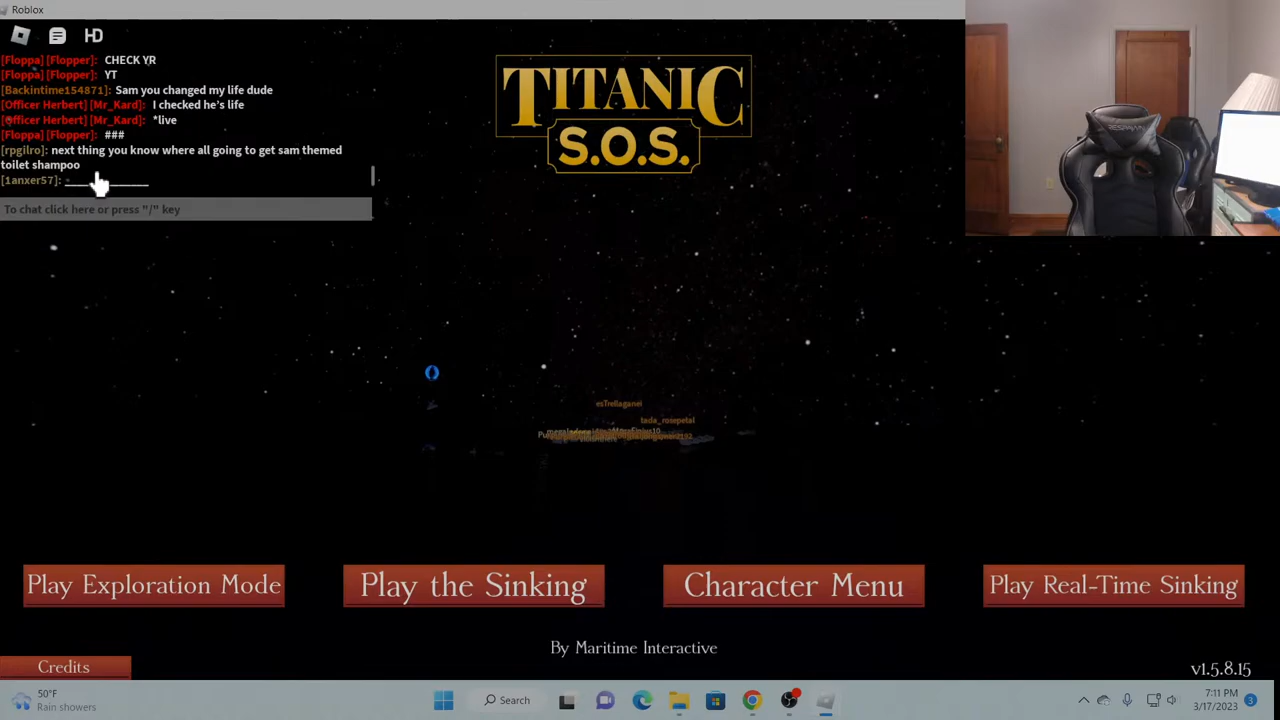 Roblox
HD
[Floppa] [Flopper]: CHECK YR
[Floppa] [Flopper]: YT
[Backintime154871]: Sam you changed my life dude
[Officer Herbert] [Mr_Kard]: I checked he's life
[Officer Herbert] [Mr_Kard]: *live
[Floppa] [Flopper]: ###
[rpgilro]: next thing you know where all going to get sam themed
toilet shampoo
[1anxer57]: _______________
To chat click here or press "/" key
TITANIC
S.O.S.
esTrellaganei
tada_rosepetal
Play Exploration Mode
Play the Sinking
Character Menu
Play Real-Time Sinking
By Maritime Interactive
Credits
v1.5.8.15
50°F
Rain showers
Search
7:11 PM
3/17/2023
3